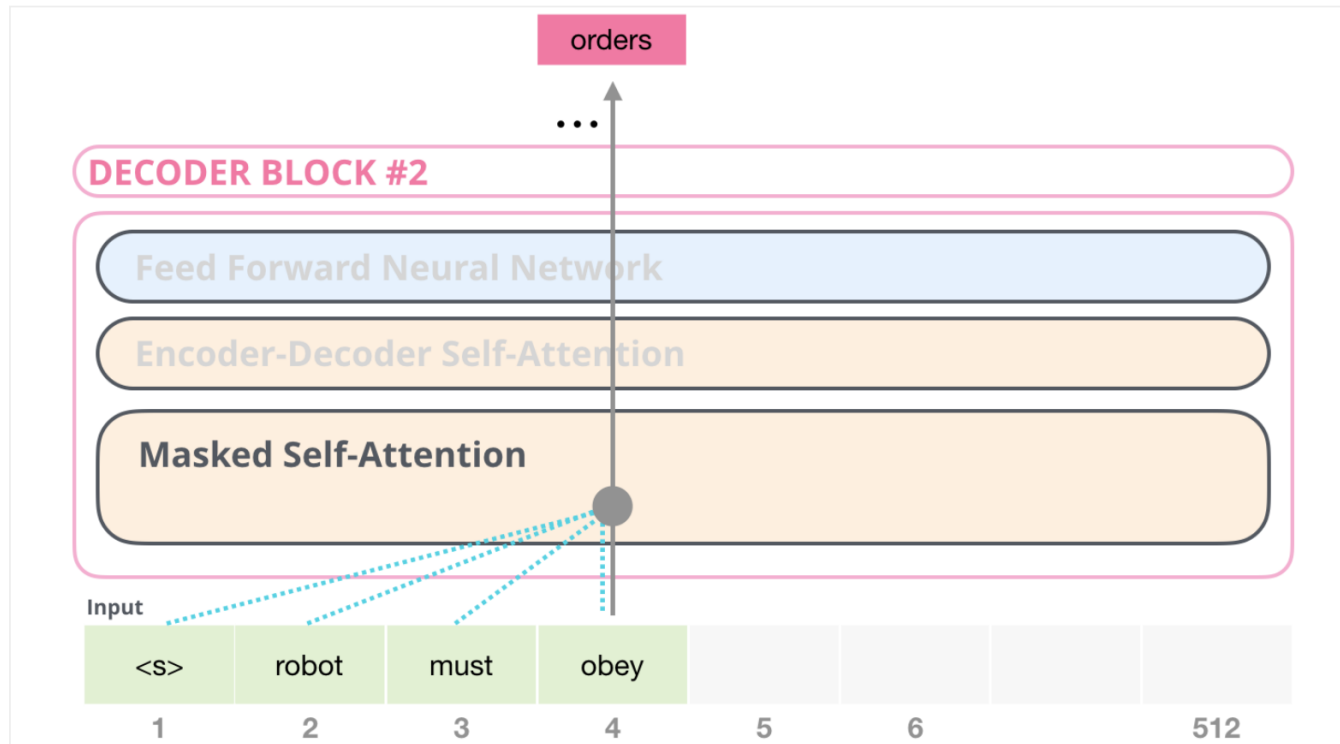 orders
...
DECODER BLOCK #2
Feed Forward Neural Network
Encoder-Decoder Self-Attention
Masked Self-Attention
Input
<s> robot must obey
1 2 3 4 5 6 512